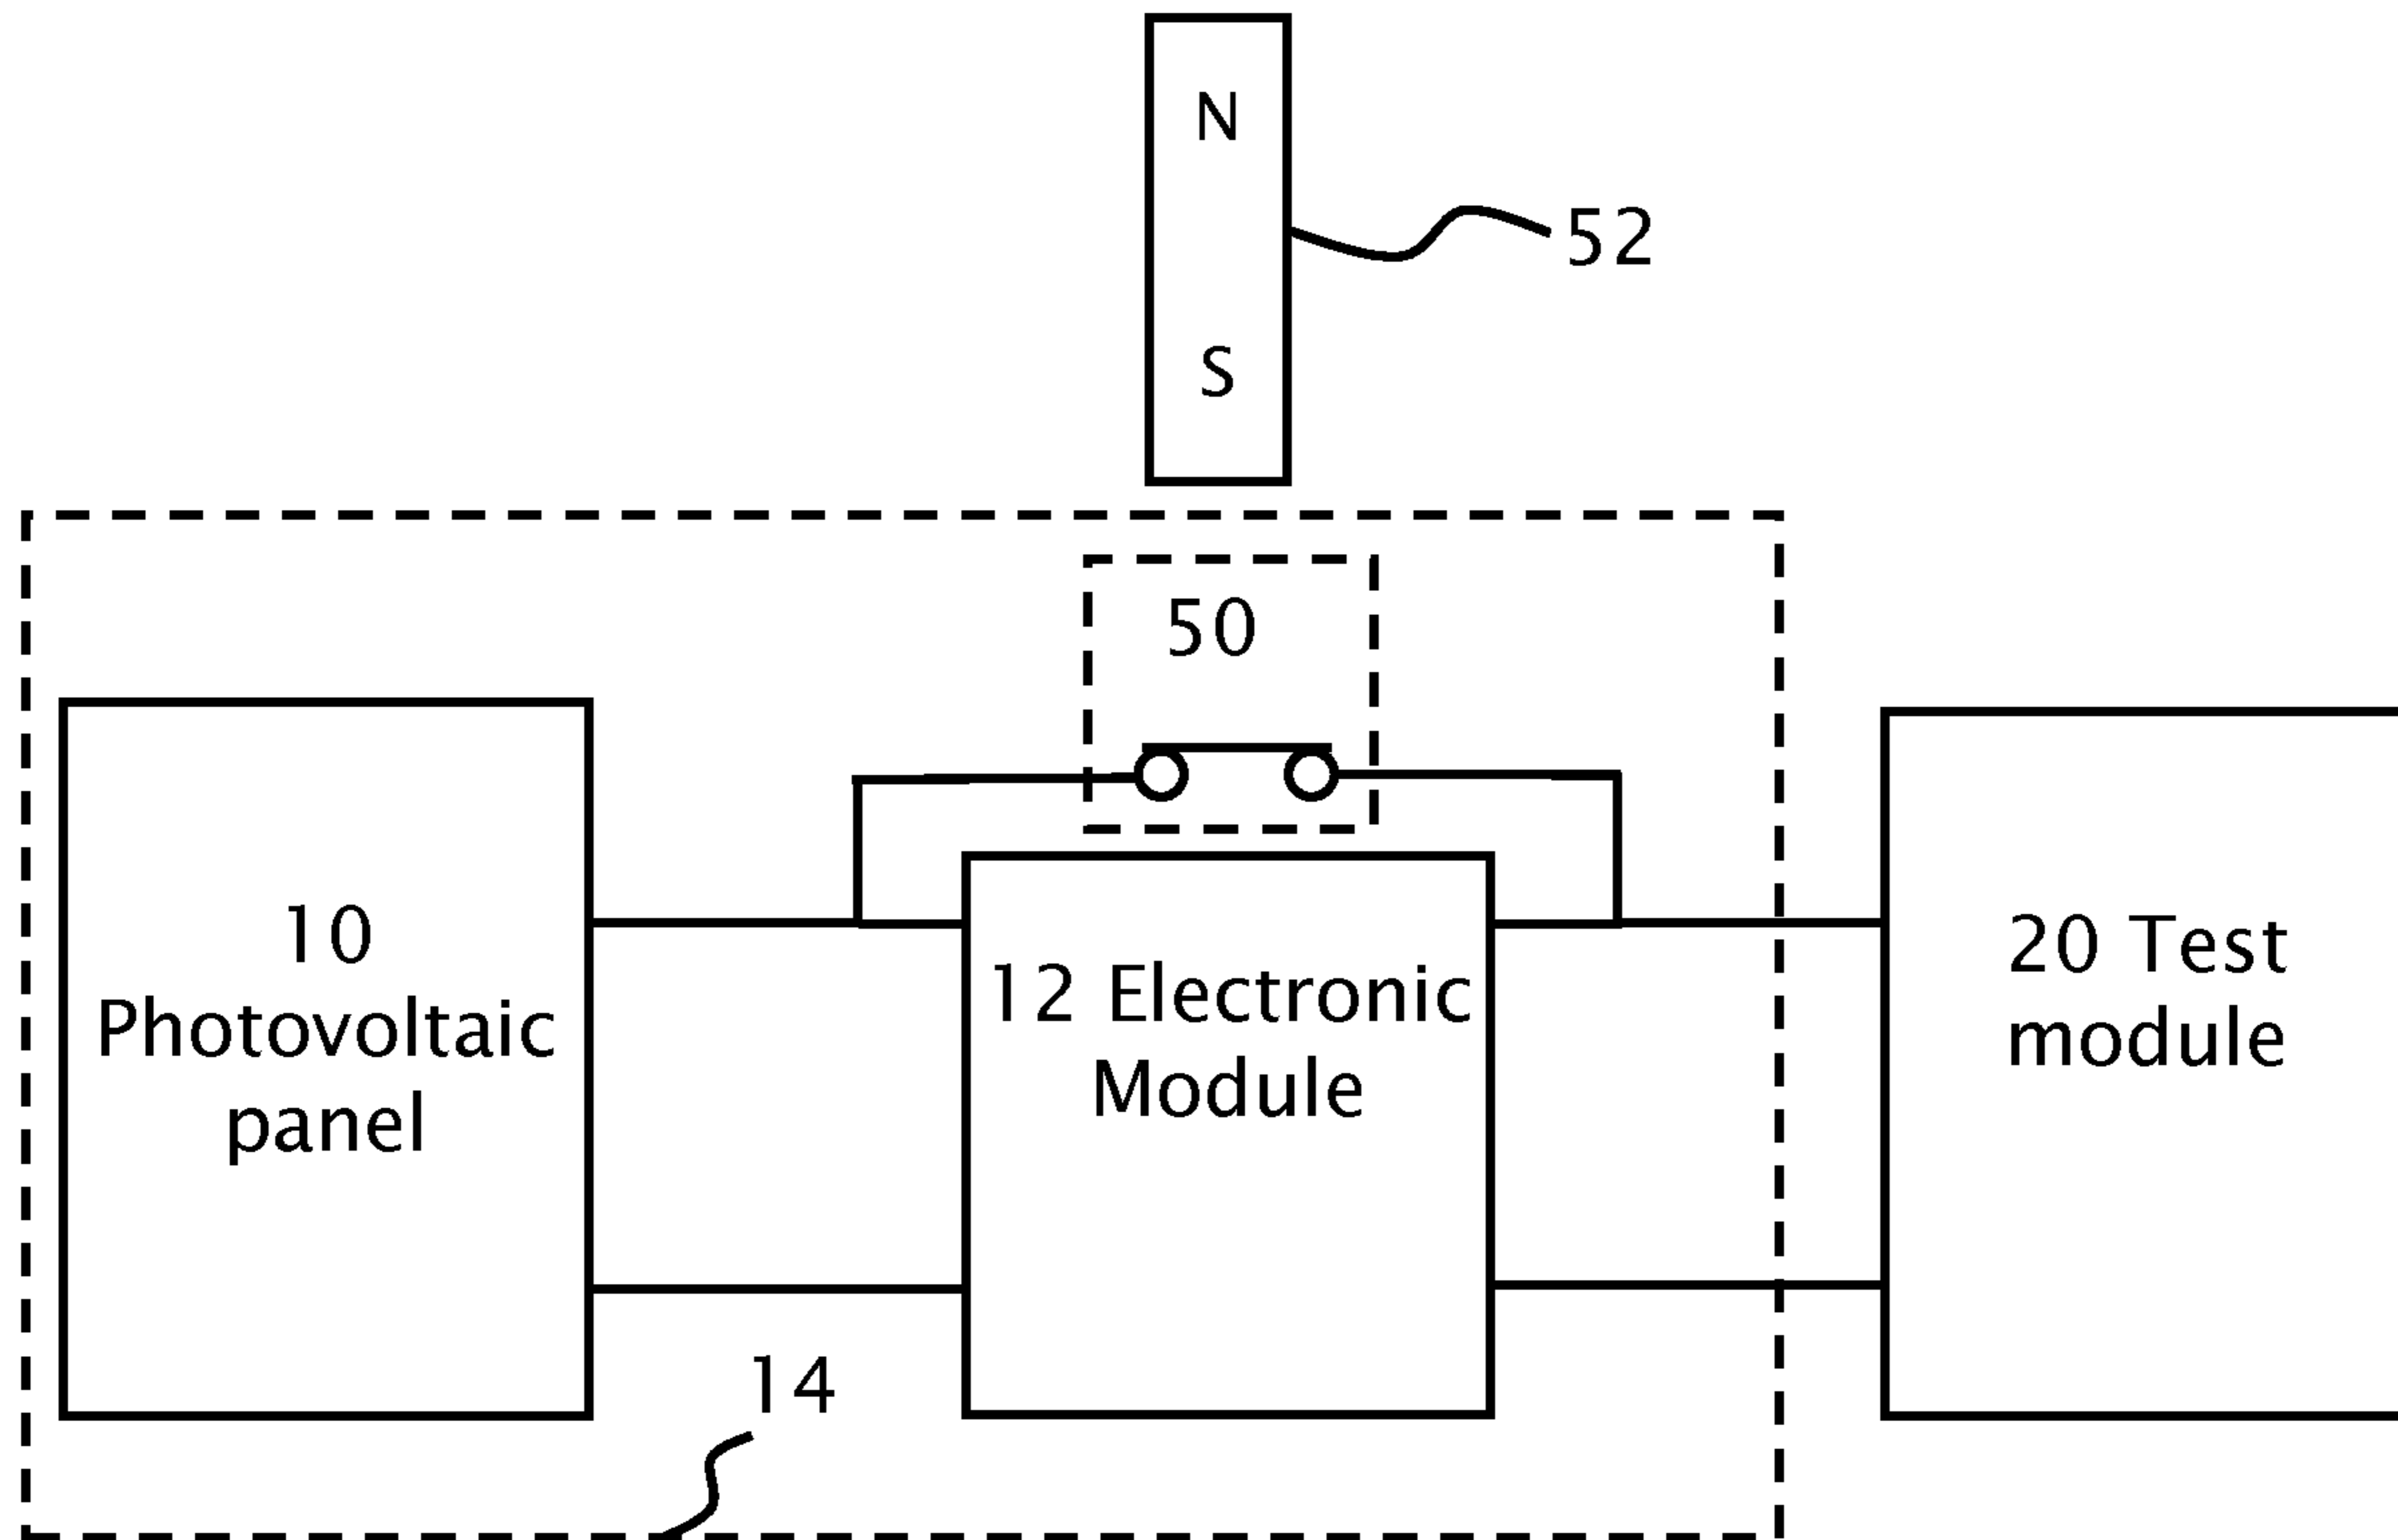 N
52
S
50
10
Photovoltaic
panel
12 Electronic
Module
20 Test
module
14